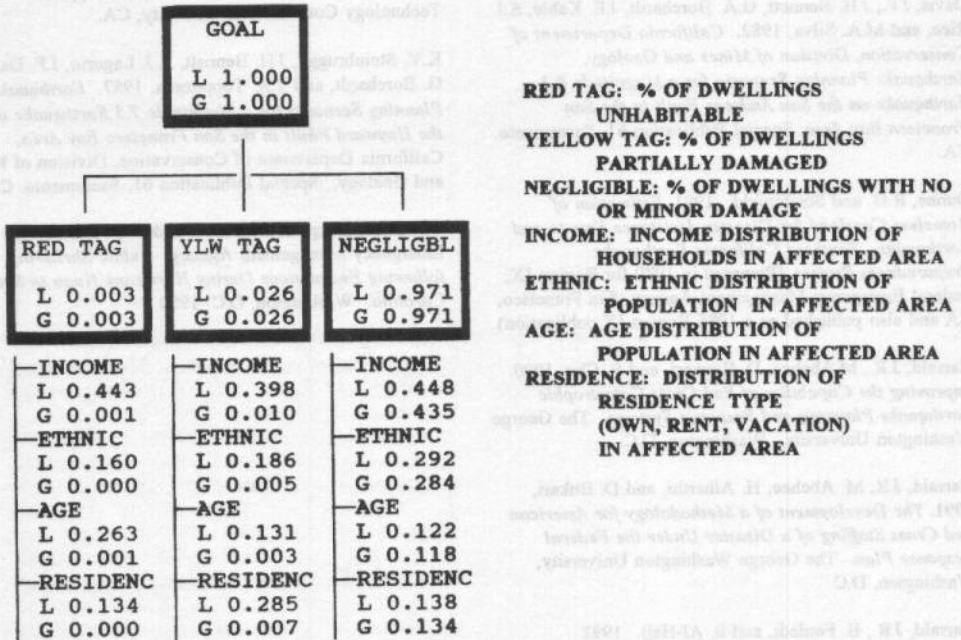 GOAL
L 1.000
G 1.000
RED TAG
L 0.003
G 0.003
YLW TAG
G 0.026
NEGLIGBL
L 0.971
G 0.971
INCOME
L 0.443
G 0.001
ETHNIC
L 0.160
G 0.000
AGE
L 0.263
G 0.001
RESIDENC
L 0.134
G 0.000
INCOME
L 0.398
G 0.010
ETHNIC
L 0.186
G 0.005
AGE
L 0.131
G 0.003
RESIDENC
L 0.285
G 0.007
INCOME
L 0.448
G 0.435
ETHNIC
L 0.292
G 0.284
AGE
L 0.122
G 0.118
RESIDENC
L 0.138
G 0.134
RED TAG: % OF DWELLINGS
UNHABITABLE
YELLOW TAG: % OF DWELLINGS
PARTIALLY DAMAGED
NEGLIGIBLE: % OF DWELLINGS WITH NO
OR MINOR DAMAGE
INCOME: INCOME DISTRIBUTION OF
HOUSEHOLDS IN AFFECTED AREA
ETHNIC: ETHNIC DISTRIBUTION OF
POPULATION IN AFFECTED AREA
AGE: AGE DISTRIBUTION OF
POPULATION IN AFFECTED AREA
RESIDENCE: DISTRIBUTION OF
RESIDENCE TYPE
(OWN, RENT, VACATION)
IN AFFECTED AREA